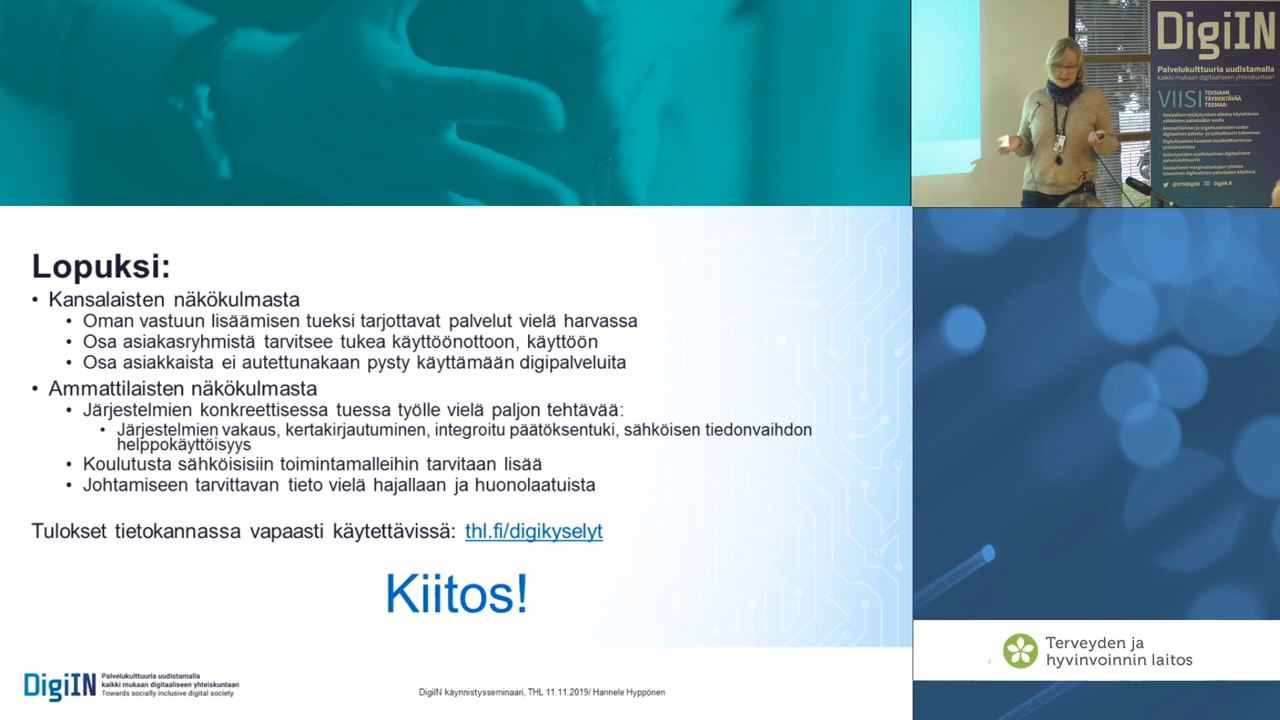 Lopuksi:
• Kansalaisten näkökulmasta
• Oman vastuun lisäämisen tueksi tarjottavat palvelut vielä harvassa
• Osa asiakasryhmistä tarvitsee tukea käyttöönottoon, käyttöön
• Osa asiakkaista ei autettunakaan pysty käyttämään digipalveluita
• Ammattilaisten näkökulmasta
• Järjestelmien konkreettisessa tuessa työlle vielä paljon tehtävää:
• Järjestelmien vakaus, kertakirjautuminen, integroitu päätöksentuki, sähköisen tiedonvaihdon
helppokäyttöisyys
• Koulutusta sähköisisiin toimintamalleihin tarvitaan lisää
• Johtamiseen tarvittavan tieto vielä hajallaan ja huonolaatuista
Tulokset tietokannassa vapaasti käytettävissä: thl.fi/digikyselyt
Kiitos!
DigiIN
Palvelukulttuuria uudistamalla
kaikki mukaan digitaaliseen yhteiskuntaan
Towards socially inclusive digital society
DigiIN käynnistysseminaari, THL 11.11.2019/ Hannele Hyppönen
DigiIN
Palvelukulttuuria uudistamalla
kaikki mukaan digitaaliseen yhteiskuntaan
VIISI
TOISIAAN
TÄYDENTÄVÄÄ
TEEMAA:
DigiIN.fi
Terveyden ja
hyvinvoinnin laitos